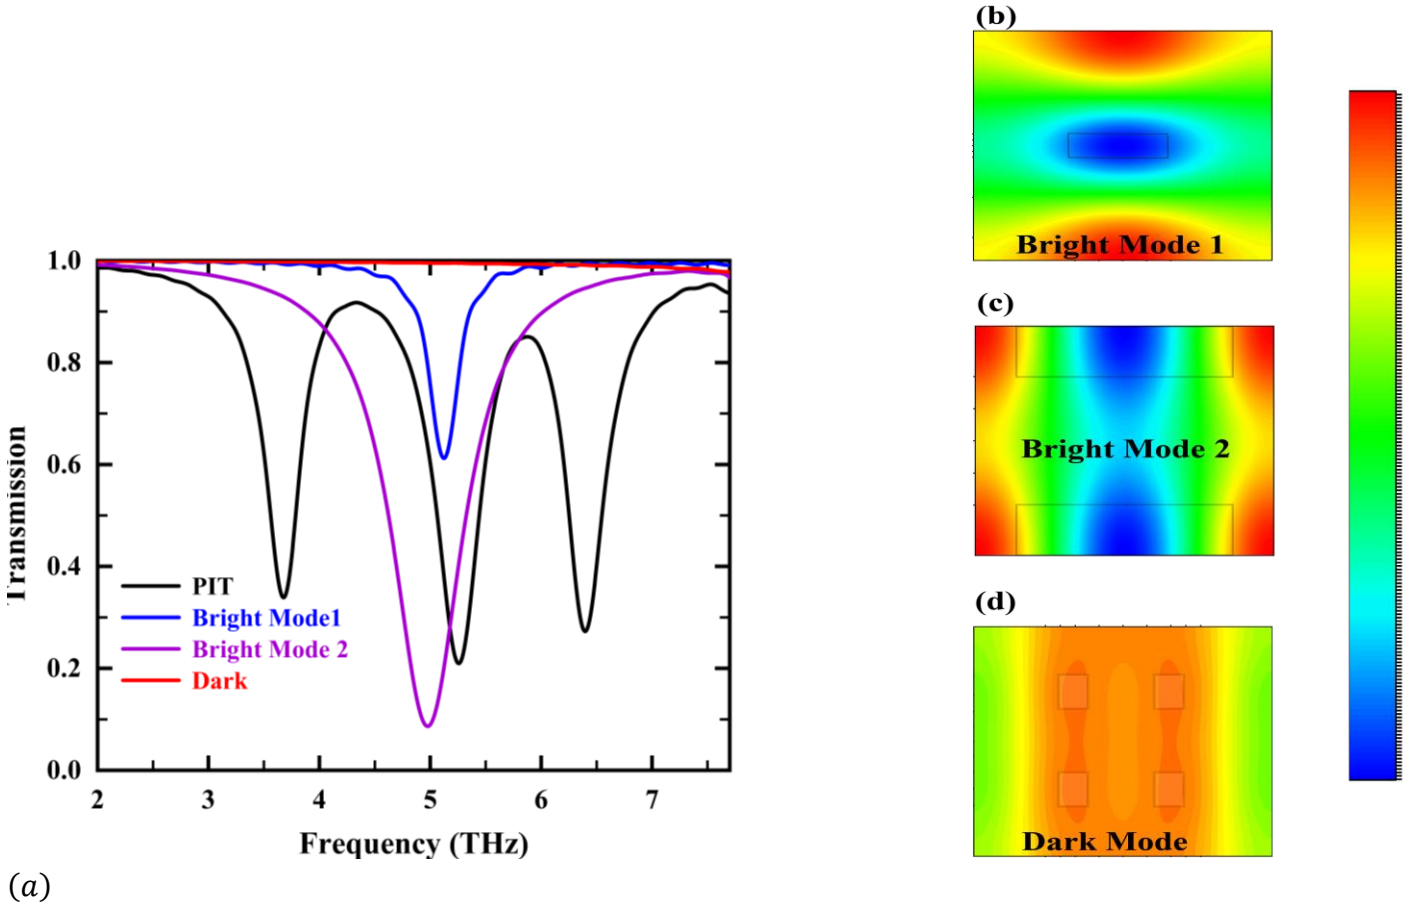 (b)
Bright Mode 1
(c)
Bright Mode 2
(d)
Dark Mode
1.0
0.8
0.6
0.4
0.2
0.0
Transmission
PIT
Bright Mode1
Bright Mode 2
Dark
2 3 4 5 6 7
Frequency (THz)
(a)